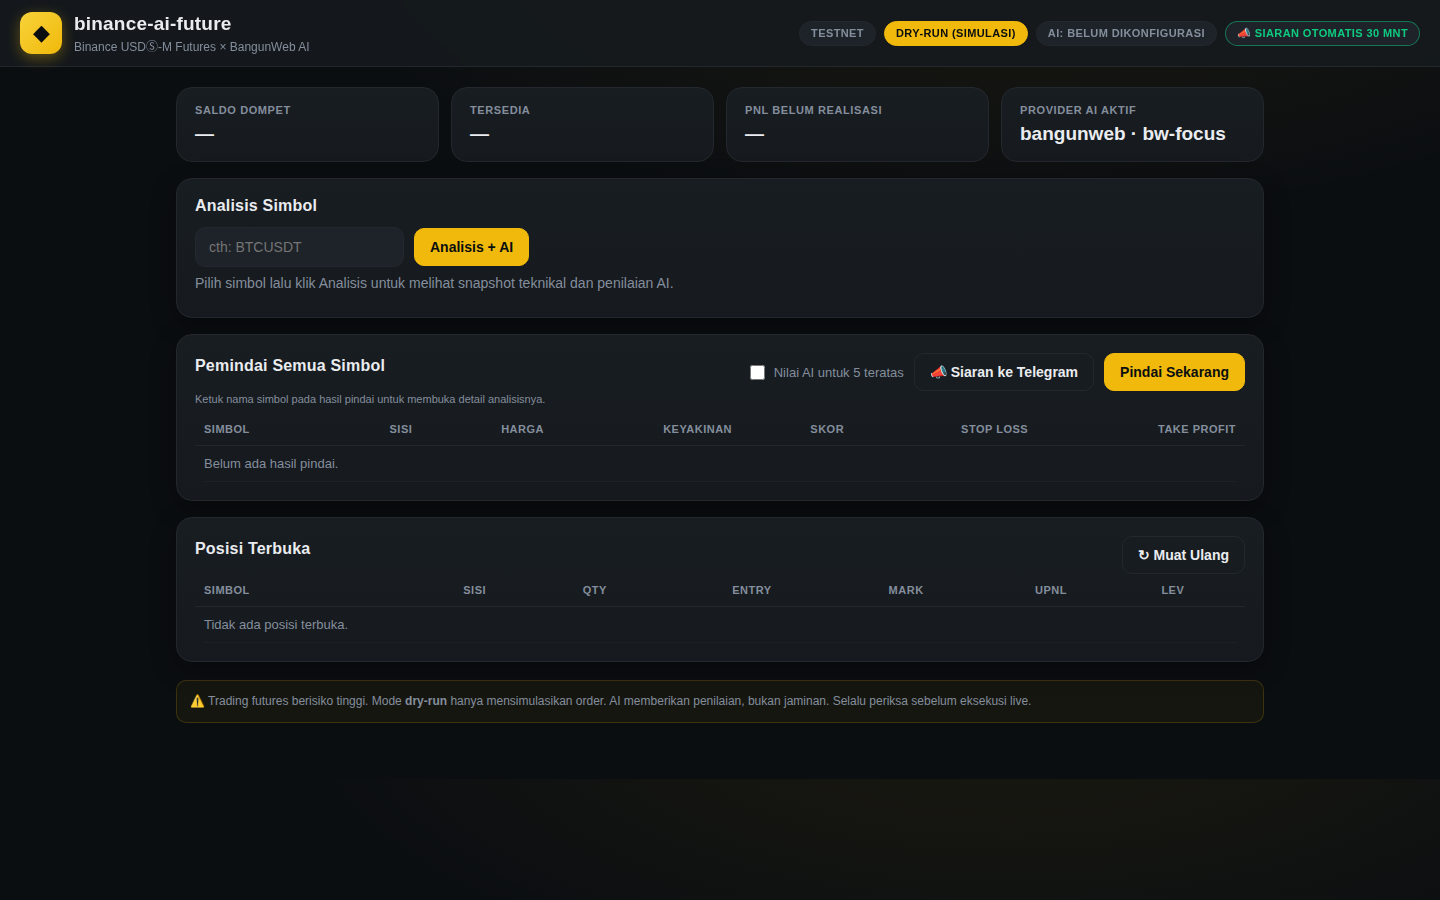 binance-ai-future
Binance USDⓈ-M Futures × BangunWeb AI
TESTNET
DRY-RUN (SIMULASI)
AI: BELUM DIKONFIGURASI
📣 SIARAN OTOMATIS 30 MNT
SALDO DOMPET
—
TERSEDIA
—
PNL BELUM REALISASI
—
PROVIDER AI AKTIF
bangunweb · bw-focus
Analisis Simbol
cth: BTCUSDT
Analisis + AI
Pilih simbol lalu klik Analisis untuk melihat snapshot teknikal dan penilaian AI.
Pemindai Semua Simbol
Nilai AI untuk 5 teratas
📣 Siaran ke Telegram
Pindai Sekarang
Ketuk nama simbol pada hasil pindai untuk membuka detail analisisnya.
SIMBOL SISI HARGA KEYAKINAN SKOR STOP LOSS TAKE PROFIT
Belum ada hasil pindai.
Posisi Terbuka
↻ Muat Ulang
SIMBOL SISI QTY ENTRY MARK UPNL LEV
Tidak ada posisi terbuka.
⚠️ Trading futures berisiko tinggi. Mode dry-run hanya mensimulasikan order. AI memberikan penilaian, bukan jaminan. Selalu periksa sebelum eksekusi live.